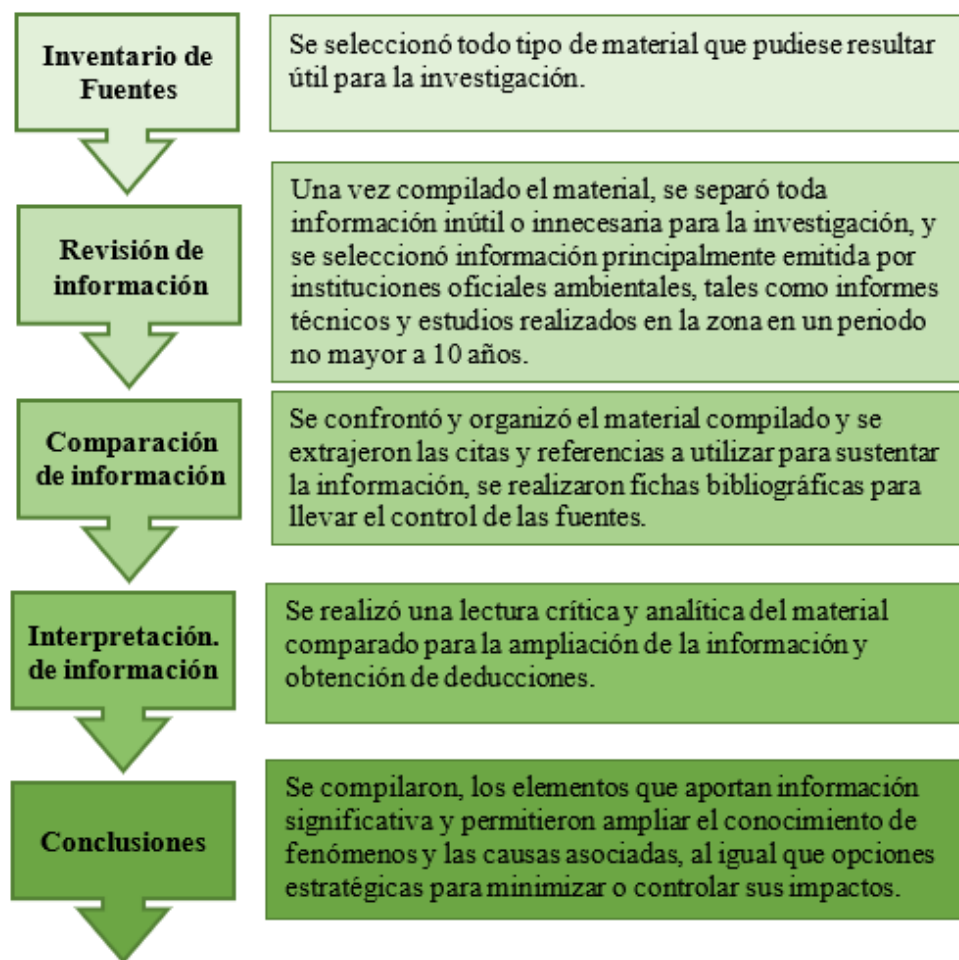 Inventario de
Fuentes
Se seleccionó todo tipo de material que pudiese resultar
útil para la investigación.
Revisión de
información
Una vez compilado el material, se separó toda
información inútil o innecesaria para la investigación, y
se seleccionó información principalmente emitida por
instituciones oficiales ambientales, tales como informes
técnicos y estudios realizados en la zona en un periodo
no mayor a 10 años.
Comparación
de información
Se confrontó y organizó el material compilado y se
extrajeron las citas y referencias a utilizar para sustentar
la información, se realizaron fichas bibliográficas para
llevar el control de las fuentes.
Interpretación.
de información
Se realizó una lectura crítica y analítica del material
comparado para la ampliación de la información y
obtención de deducciones.
Conclusiones
Se compilaron, los elementos que aportan información
significativa y permitieron ampliar el conocimiento de
fenómenos y las causas asociadas, al igual que opciones
estratégicas para minimizar o controlar sus impactos.